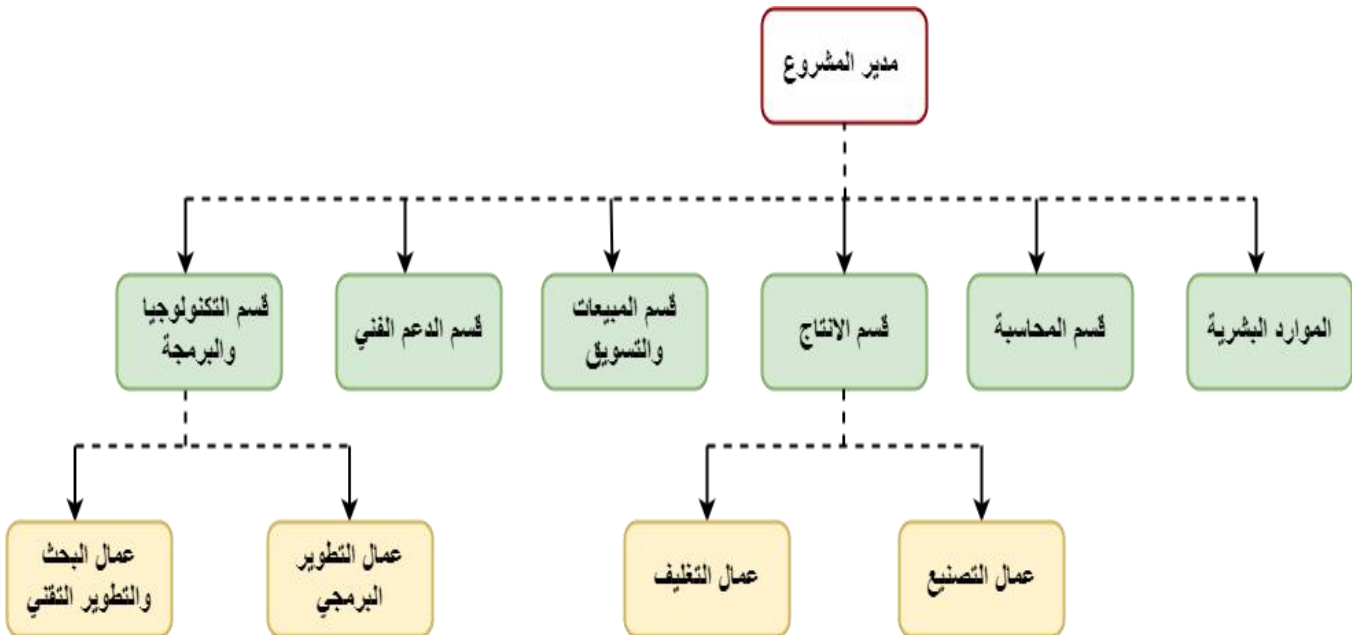 مدير المشروع
الموارد البشرية
قسم المحاسبة
قسم الانتاج
قسم المبيعات
والتسويق
قسم الدعم الفني
قسم التكنولوجيا
والبرمجة
عمال التصنيع
عمال التغليف
عمال التطوير
البرمجي
عمال البحث
والتطوير التقني